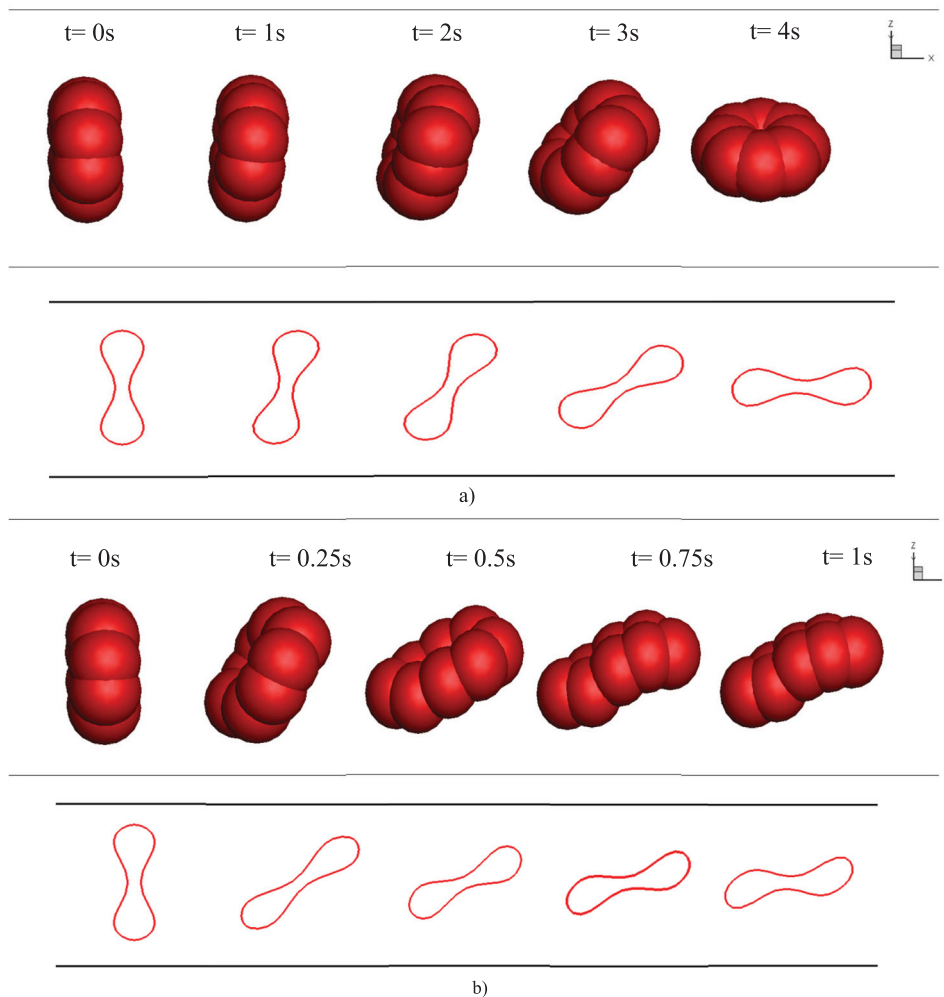 t= 0s t= 1s t= 2s t= 3s t= 4s
z
x
a)
t= 0s t= 0.25s t= 0.5s t= 0.75s t= 1s
z
b)